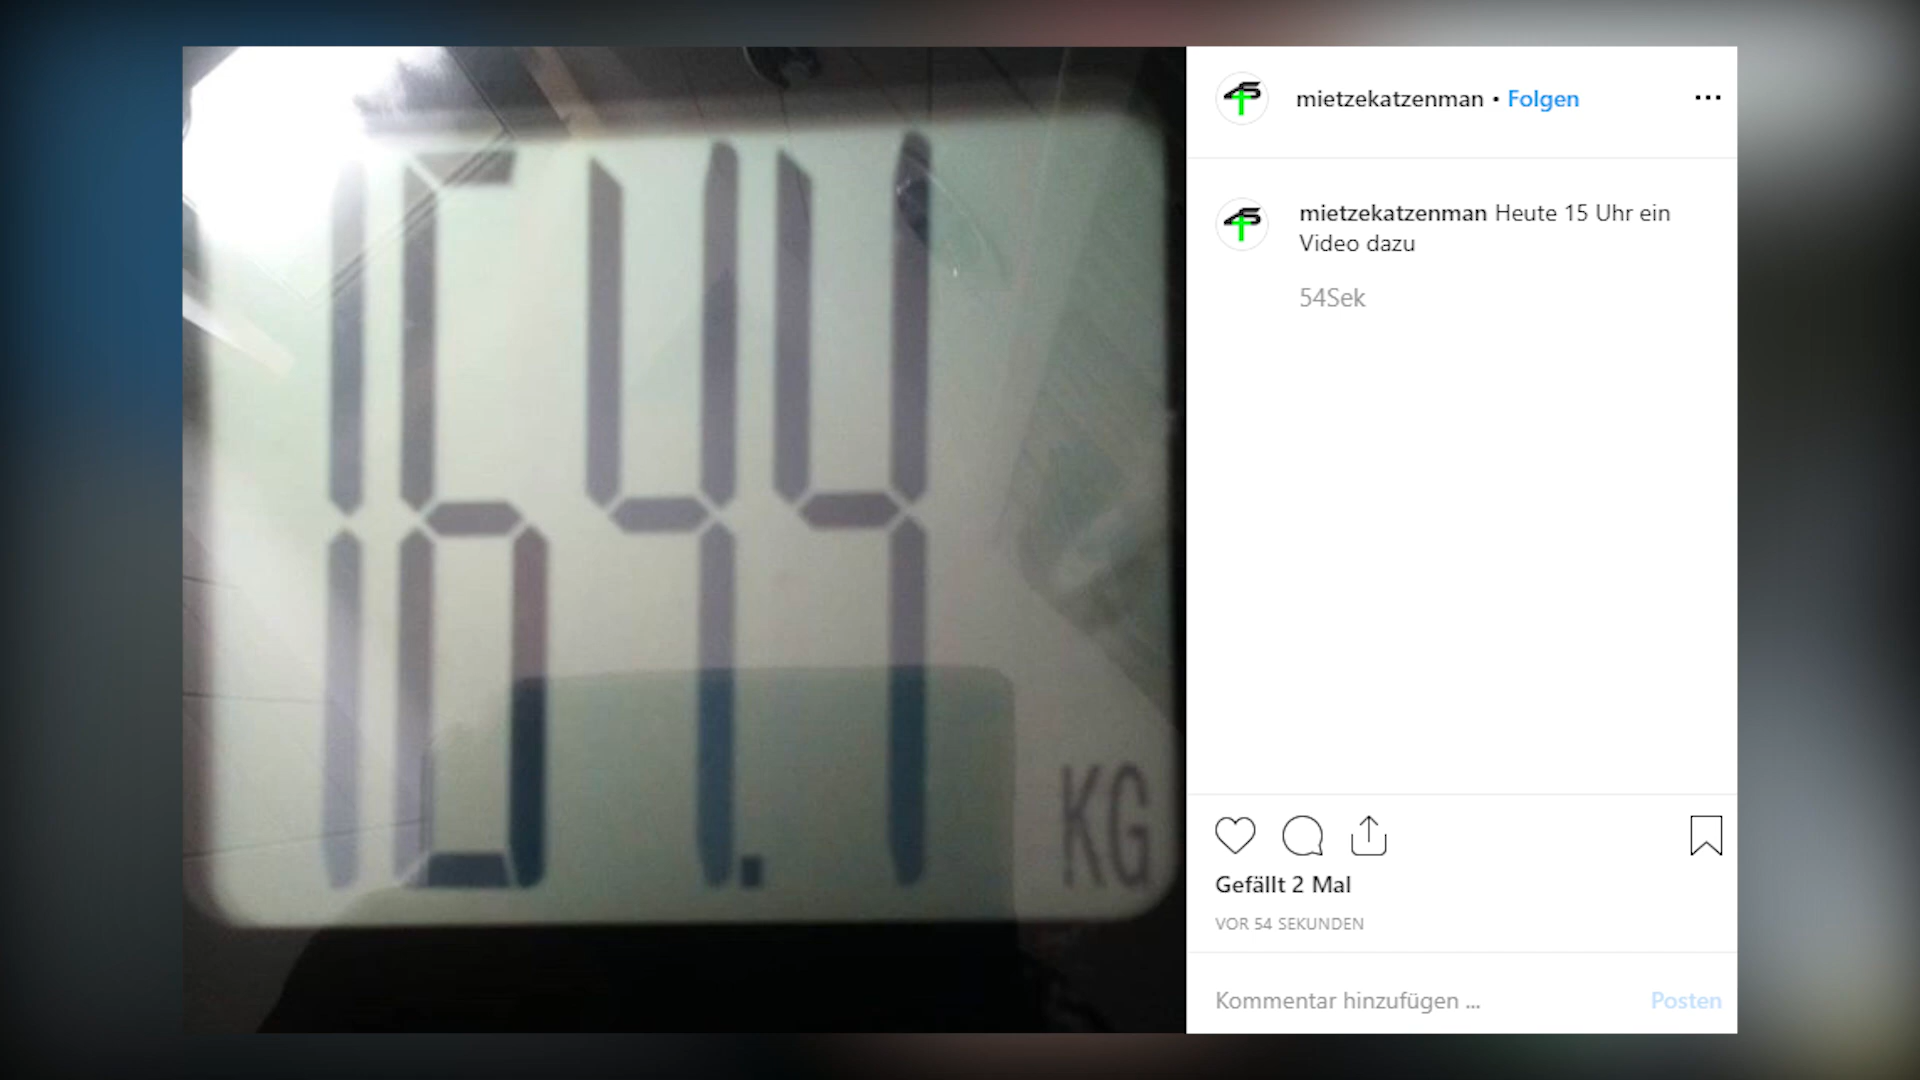 164.4 KG
mietzekatzenman • Folgen
mietzekatzenman Heute 15 Uhr ein
Video dazu
54Sek
Gefällt 2 Mal
VOR 54 SEKUNDEN
Kommentar hinzufügen ...
Posten